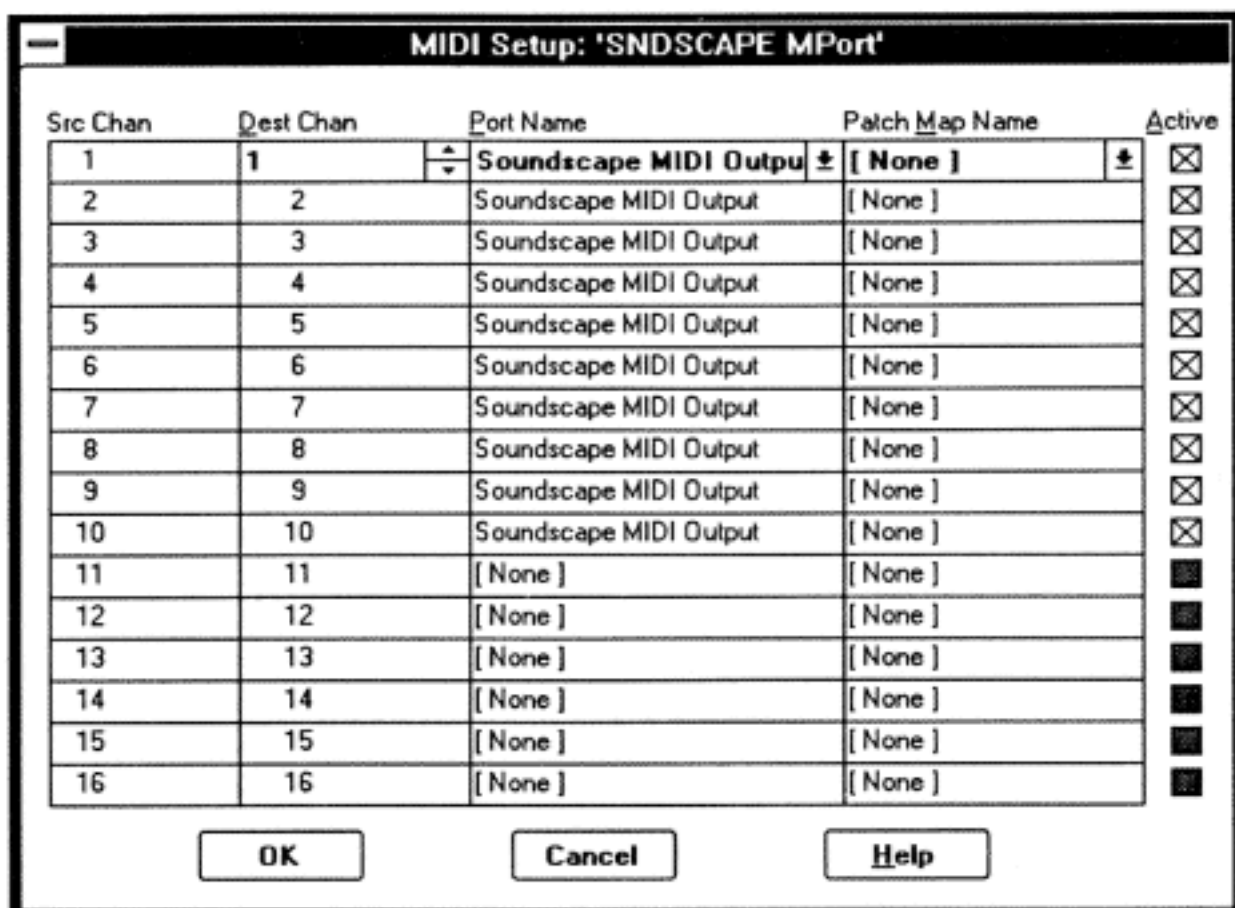 MIDI Setup: 'SNDSCAPE MPort'
Src Chan Dest Chan Port Name Patch Map Name Active
1 1 Soundscape MIDI Outpu [ None ]
2 2 Soundscape MIDI Output [ None ]
3 3 Soundscape MIDI Output [ None ]
4 4 Soundscape MIDI Output [ None ]
5 5 Soundscape MIDI Output [ None ]
6 6 Soundscape MIDI Output [ None ]
7 7 Soundscape MIDI Output [ None ]
8 8 Soundscape MIDI Output [ None ]
9 9 Soundscape MIDI Output [ None ]
10 10 Soundscape MIDI Output [ None ]
11 11 [ None ] [ None ]
12 12 [ None ] [ None ]
13 13 [ None ] [ None ]
14 14 [ None ] [ None ]
15 15 [ None ] [ None ]
16 16 [ None ] [ None ]
OK Cancel Help